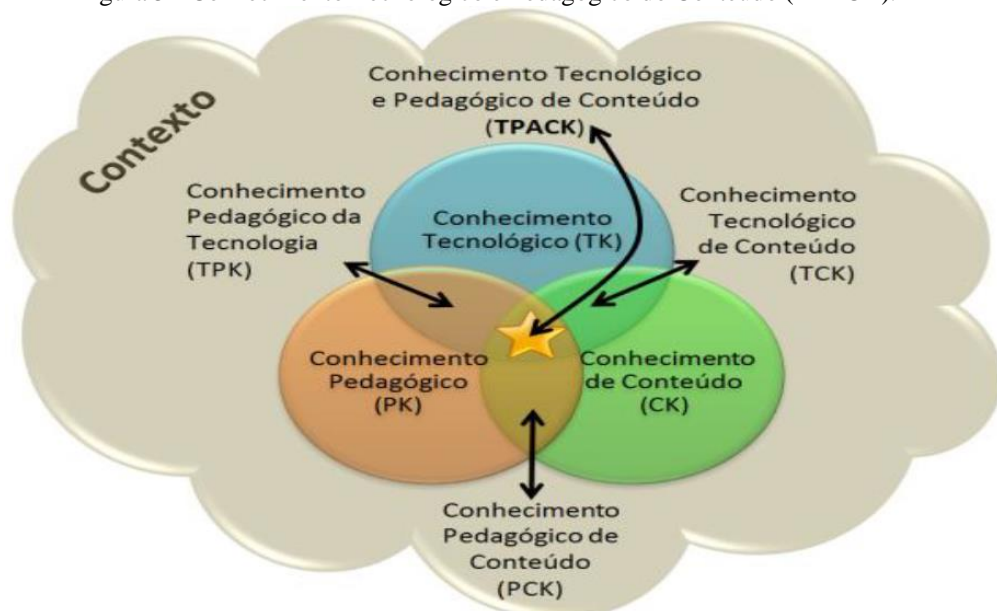 Conhecimento Tecnológico
e Pedagógico de Conteúdo
(TPACK)
Contexto
Conhecimento
Pedagógico da
Tecnologia
(TPK)
Conhecimento
Tecnológico (TK)
Conhecimento
Tecnológico
de Conteúdo
(TCK)
Conhecimento
Pedagógico
(PK)
Conhecimento
de Conteúdo
(CK)
Conhecimento
Pedagógico de
Conteúdo
(PCK)